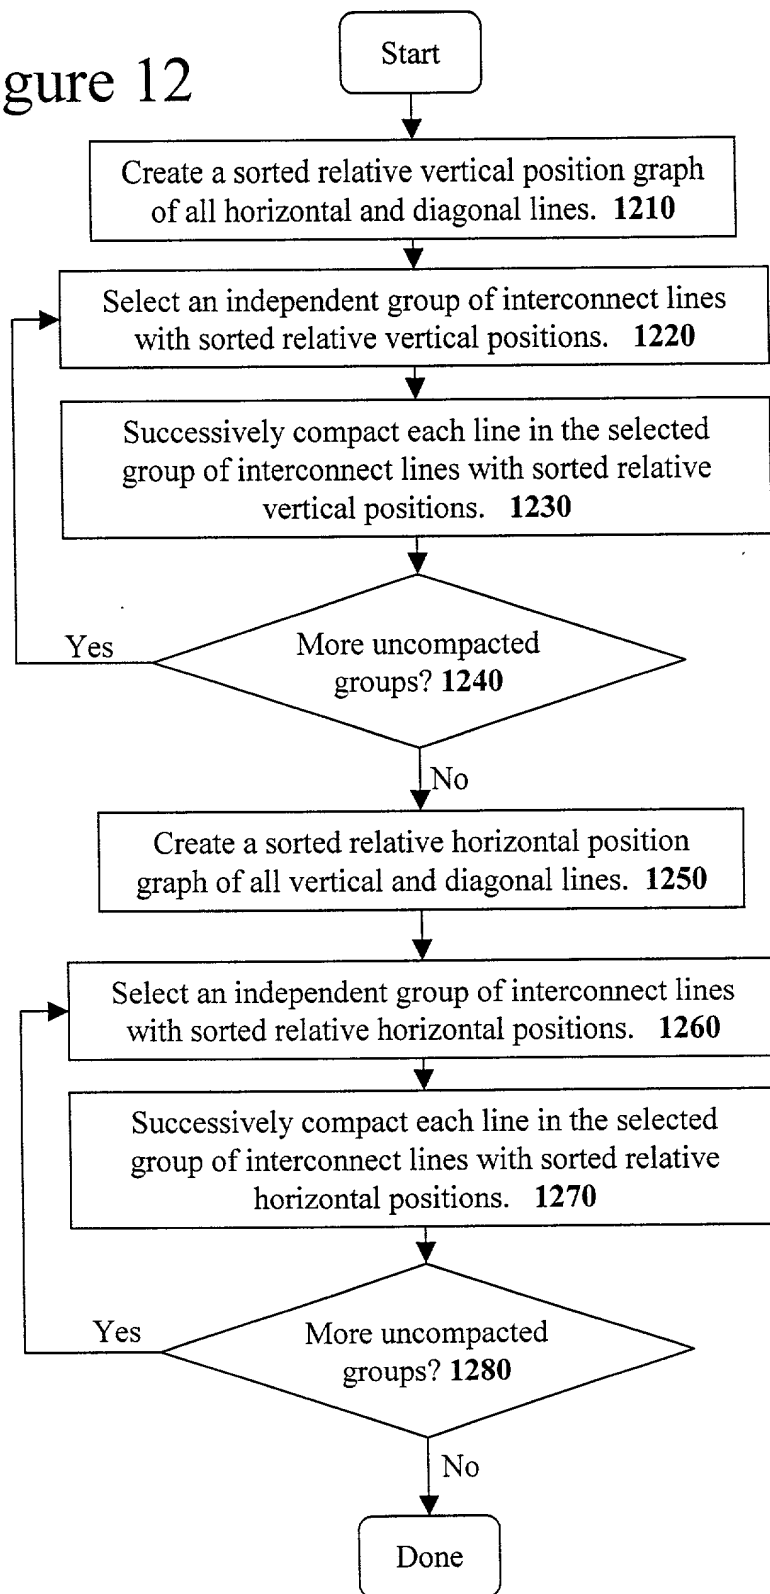 Start
gure 12
Create a sorted relative vertical position graph
of all horizontal and diagonal lines. 1210
Select an independent group of interconnect lines
with sorted relative vertical positions. 1220
Successively compact each line in the selected
group of interconnect lines with sorted relative
vertical positions. 1230
Yes
More uncompacted
groups? 1240
No
Create a sorted relative horizontal position
graph of all vertical and diagonal lines. 1250
Select an independent group of interconnect lines
with sorted relative horizontal positions. 1260
Successively compact each line in the selected
group of interconnect lines with sorted relative
horizontal positions. 1270
Yes
More uncompacted
groups? 1280
No
Done